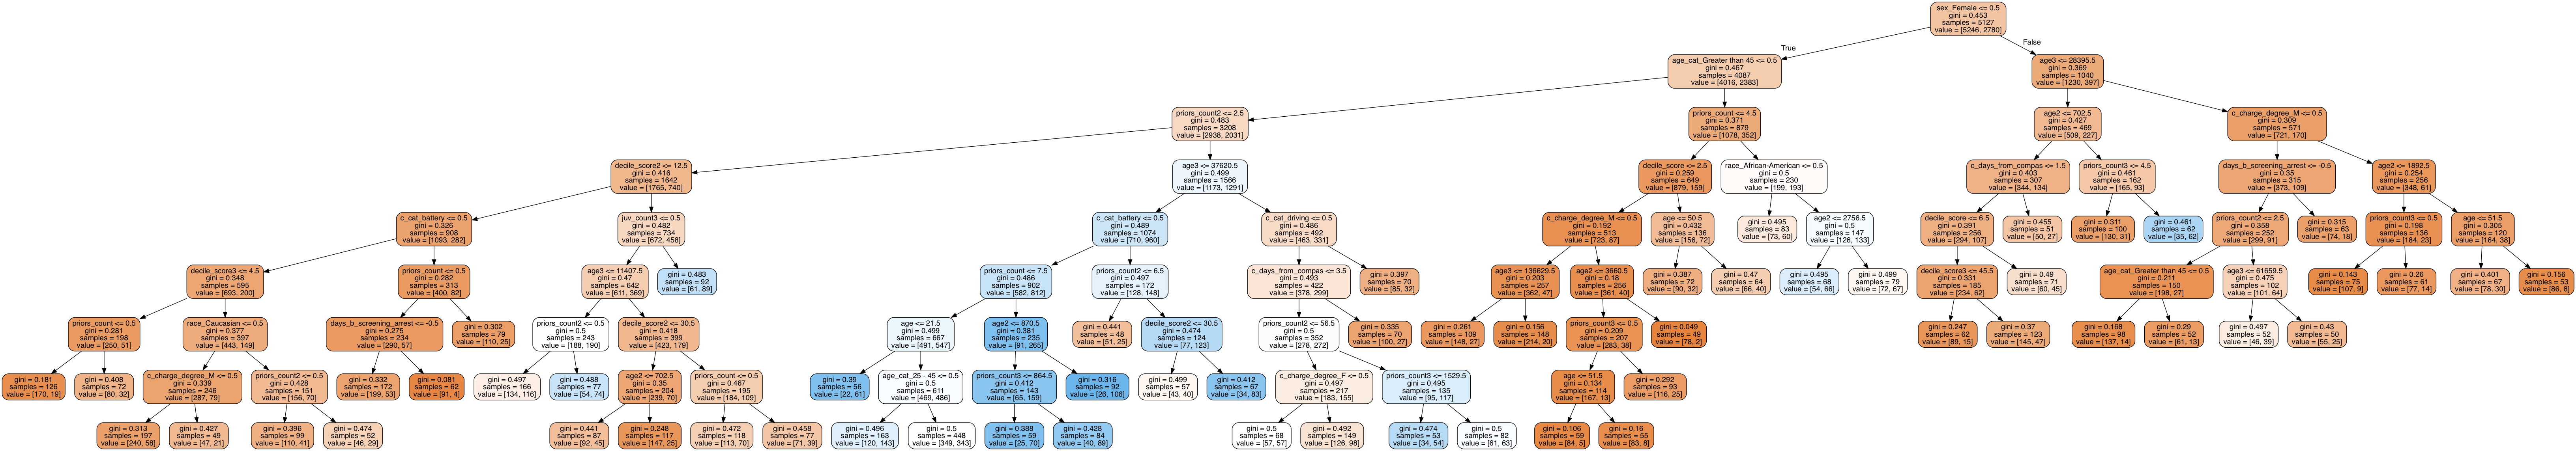 sex_Female <= 0.5
gini = 0.453
samples = 5127
value = [5246, 2780]
True
False
age_cat_Greater than 45 <= 0.5
gini = 0.467
samples = 4087
value = [4016, 2383]
age3 <= 28395.5
gini = 0.369
samples = 1040
value = [1230, 397]
priors_count2 <= 2.5
gini = 0.483
samples = 3208
value = [2938, 2031]
priors_count <= 4.5
gini = 0.371
samples = 879
value = [1078, 352]
age2 <= 702.5
gini = 0.427
samples = 469
value = [509, 227]
c_charge_degree_M <= 0.5
gini = 0.309
samples = 571
value = [721, 170]
decile_score2 <= 12.5
gini = 0.416
samples = 1642
value = [1765, 740]
age3 <= 37620.5
gini = 0.499
samples = 1566
value = [1173, 1291]
decile_score <= 2.5
gini = 0.259
samples = 649
value = [879, 159]
race_African-American <= 0.5
gini = 0.5
samples = 230
value = [199, 193]
c_days_from_compas <= 1.5
gini = 0.403
samples = 307
value = [344, 134]
priors_count3 <= 4.5
gini = 0.461
samples = 162
value = [165, 93]
days_b_screening_arrest <= -0.5
gini = 0.35
samples = 315
value = [373, 109]
age2 <= 1892.5
gini = 0.254
samples = 256
value = [348, 61]
c_cat_battery <= 0.5
gini = 0.326
samples = 908
value = [1093, 282]
juv_count3 <= 0.5
gini = 0.482
samples = 734
value = [672, 458]
c_cat_battery <= 0.5
gini = 0.489
samples = 1074
value = [710, 960]
c_cat_driving <= 0.5
gini = 0.486
samples = 492
value = [463, 331]
c_charge_degree_M <= 0.5
gini = 0.192
samples = 513
value = [723, 87]
age <= 50.5
gini = 0.432
samples = 136
value = [156, 72]
gini = 0.495
samples = 83
value = [73, 60]
age2 <= 2756.5
gini = 0.5
samples = 147
value = [126, 133]
decile_score <= 6.5
gini = 0.391
samples = 256
value = [294, 107]
gini = 0.455
samples = 51
value = [50, 27]
gini = 0.311
samples = 100
value = [130, 31]
gini = 0.461
samples = 62
value = [35, 62]
priors_count2 <= 2.5
gini = 0.358
samples = 252
value = [299, 91]
gini = 0.315
samples = 63
value = [74, 18]
priors_count3 <= 0.5
gini = 0.198
samples = 136
value = [184, 23]
age <= 51.5
gini = 0.305
samples = 120
value = [164, 38]
decile_score3 <= 4.5
gini = 0.348
samples = 595
value = [693, 200]
priors_count <= 0.5
gini = 0.282
samples = 313
value = [400, 82]
age3 <= 11407.5
gini = 0.47
samples = 642
value = [611, 369]
gini = 0.483
samples = 92
value = [61, 89]
priors_count <= 7.5
gini = 0.486
samples = 902
value = [582, 812]
priors_count2 <= 6.5
gini = 0.497
samples = 172
value = [128, 148]
c_days_from_compas <= 3.5
gini = 0.493
samples = 422
value = [378, 299]
gini = 0.397
samples = 70
value = [85, 32]
age3 <= 136629.5
gini = 0.203
samples = 257
value = [362, 47]
age2 <= 3660.5
gini = 0.18
samples = 256
value = [361, 40]
gini = 0.387
samples = 72
value = [90, 32]
gini = 0.47
samples = 64
value = [66, 40]
gini = 0.495
samples = 68
value = [54, 66]
gini = 0.499
samples = 79
value = [72, 67]
decile_score3 <= 45.5
gini = 0.331
samples = 185
value = [234, 62]
gini = 0.49
samples = 71
value = [60, 45]
age_cat_Greater than 45 <= 0.5
gini = 0.211
samples = 150
value = [198, 27]
age3 <= 61659.5
gini = 0.475
samples = 102
value = [101, 64]
gini = 0.143
samples = 75
value = [107, 9]
gini = 0.26
samples = 61
value = [77, 14]
gini = 0.401
samples = 67
value = [78, 30]
gini = 0.156
samples = 53
value = [86, 8]
priors_count <= 0.5
gini = 0.281
samples = 198
value = [250, 51]
race_Caucasian <= 0.5
gini = 0.377
samples = 397
value = [443, 149]
days_b_screening_arrest <= -0.5
gini = 0.275
samples = 234
value = [290, 57]
gini = 0.302
samples = 79
value = [110, 25]
priors_count2 <= 0.5
gini = 0.5
samples = 243
value = [188, 190]
decile_score2 <= 30.5
gini = 0.418
samples = 399
value = [423, 179]
age <= 21.5
gini = 0.499
samples = 667
value = [491, 547]
age2 <= 870.5
gini = 0.381
samples = 235
value = [91, 265]
gini = 0.441
samples = 48
value = [51, 25]
decile_score2 <= 30.5
gini = 0.474
samples = 124
value = [77, 123]
priors_count2 <= 56.5
gini = 0.5
samples = 352
value = [278, 272]
gini = 0.335
samples = 70
value = [100, 27]
gini = 0.261
samples = 109
value = [148, 27]
gini = 0.156
samples = 148
value = [214, 20]
priors_count3 <= 0.5
gini = 0.209
samples = 207
value = [283, 38]
gini = 0.049
samples = 49
value = [78, 2]
gini = 0.247
samples = 62
value = [89, 15]
gini = 0.37
samples = 123
value = [145, 47]
gini = 0.168
samples = 98
value = [137, 14]
gini = 0.29
samples = 52
value = [61, 13]
gini = 0.497
samples = 52
value = [46, 39]
gini = 0.43
samples = 50
value = [55, 25]
gini = 0.181
samples = 126
value = [170, 19]
gini = 0.408
samples = 72
value = [80, 32]
c_charge_degree_M <= 0.5
gini = 0.339
samples = 246
value = [287, 79]
priors_count2 <= 0.5
gini = 0.428
samples = 151
value = [156, 70]
gini = 0.332
samples = 172
value = [199, 53]
gini = 0.081
samples = 62
value = [91, 4]
gini = 0.497
samples = 166
value = [134, 116]
gini = 0.488
samples = 77
value = [54, 74]
age2 <= 702.5
gini = 0.35
samples = 204
value = [239, 70]
priors_count <= 0.5
gini = 0.467
samples = 195
value = [184, 109]
gini = 0.39
samples = 56
value = [22, 61]
age_cat_25 - 45 <= 0.5
gini = 0.5
samples = 611
value = [469, 486]
priors_count3 <= 864.5
gini = 0.412
samples = 143
value = [65, 159]
gini = 0.316
samples = 92
value = [26, 106]
gini = 0.499
samples = 57
value = [43, 40]
gini = 0.412
samples = 67
value = [34, 83]
c_charge_degree_F <= 0.5
gini = 0.497
samples = 217
value = [183, 155]
priors_count3 <= 1529.5
gini = 0.495
samples = 135
value = [95, 117]
age <= 51.5
gini = 0.134
samples = 114
value = [167, 13]
gini = 0.292
samples = 93
value = [116, 25]
gini = 0.313
samples = 197
value = [240, 58]
gini = 0.427
samples = 49
value = [47, 21]
gini = 0.396
samples = 99
value = [110, 41]
gini = 0.474
samples = 52
value = [46, 29]
gini = 0.441
samples = 87
value = [92, 45]
gini = 0.248
samples = 117
value = [147, 25]
gini = 0.472
samples = 118
value = [113, 70]
gini = 0.458
samples = 77
value = [71, 39]
gini = 0.496
samples = 163
value = [120, 143]
gini = 0.5
samples = 448
value = [349, 343]
gini = 0.388
samples = 59
value = [25, 70]
gini = 0.428
samples = 84
value = [40, 89]
gini = 0.5
samples = 68
value = [57, 57]
gini = 0.492
samples = 149
value = [126, 98]
gini = 0.474
samples = 53
value = [34, 54]
gini = 0.5
samples = 82
value = [61, 63]
gini = 0.106
samples = 59
value = [84, 5]
gini = 0.16
samples = 55
value = [83, 8]